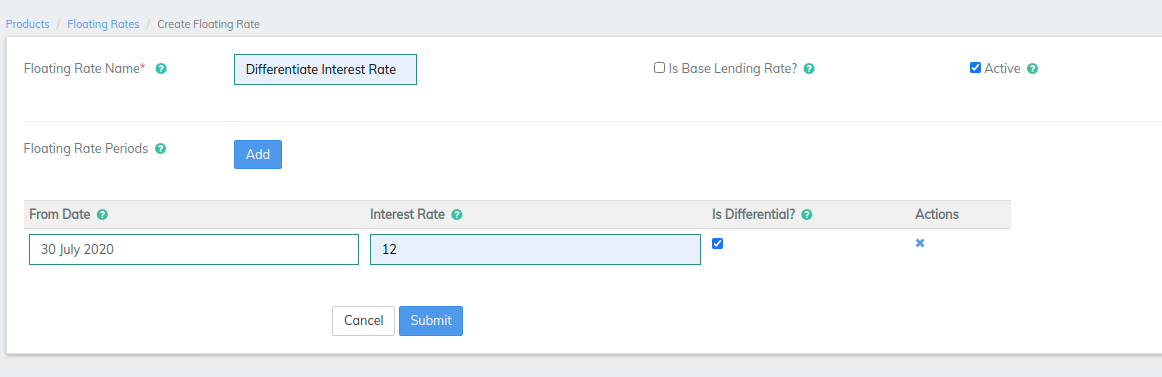 Products / Floating Rates / Create Floating Rate
Floating Rate Name* ? Differentiate Interest Rate Is Base Lending Rate? ? Active ?
Floating Rate Periods ? Add
From Date ? Interest Rate ? Is Differential? ? Actions
30 July 2020 12
Cancel Submit